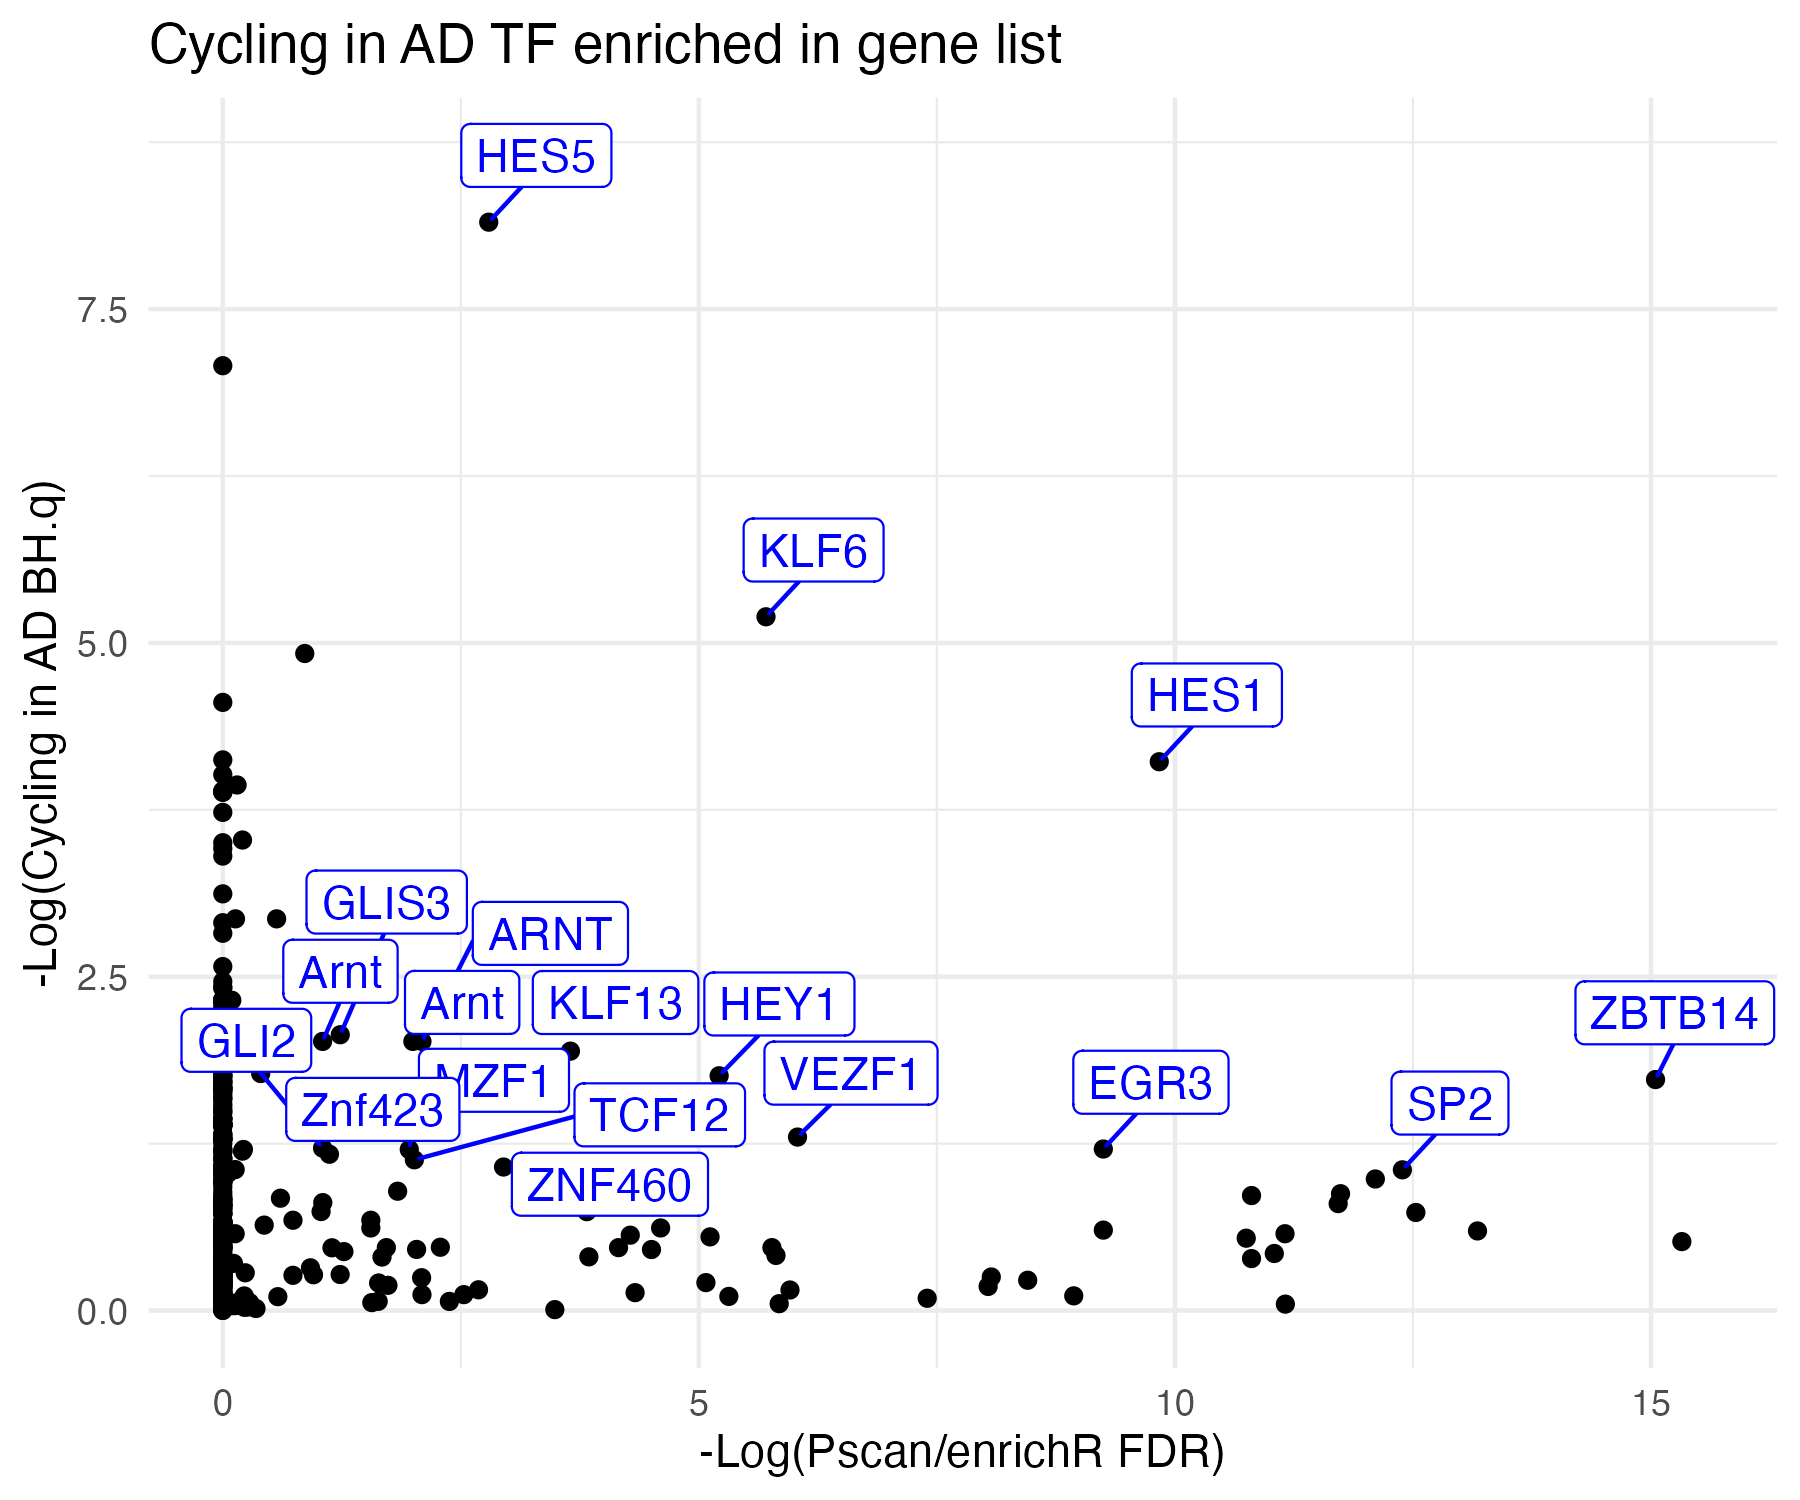 Cycling in AD TF enriched in gene list
-Log(Cycling in AD BH.q)
7.5
5.0
2.5
0.0
HES5
KLF6
HES1
GLIS3
ARNT
Arnt
Arnt
KLF13
HEY1
ZBTB14
GLI2
MZF1
VEZF1
EGR3
SP2
Znf423
TCF12
ZNF460
0
5
10
15
-Log(Pscan/enrichR FDR)